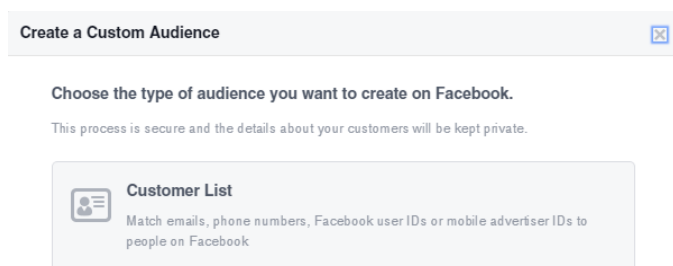 Create a Custom Audience
Choose the type of audience you want to create on Facebook.
This process is secure and the details about your customers will be kept private.
Customer List
Match emails, phone numbers, Facebook user IDs or mobile advertiser IDs to
people on Facebook